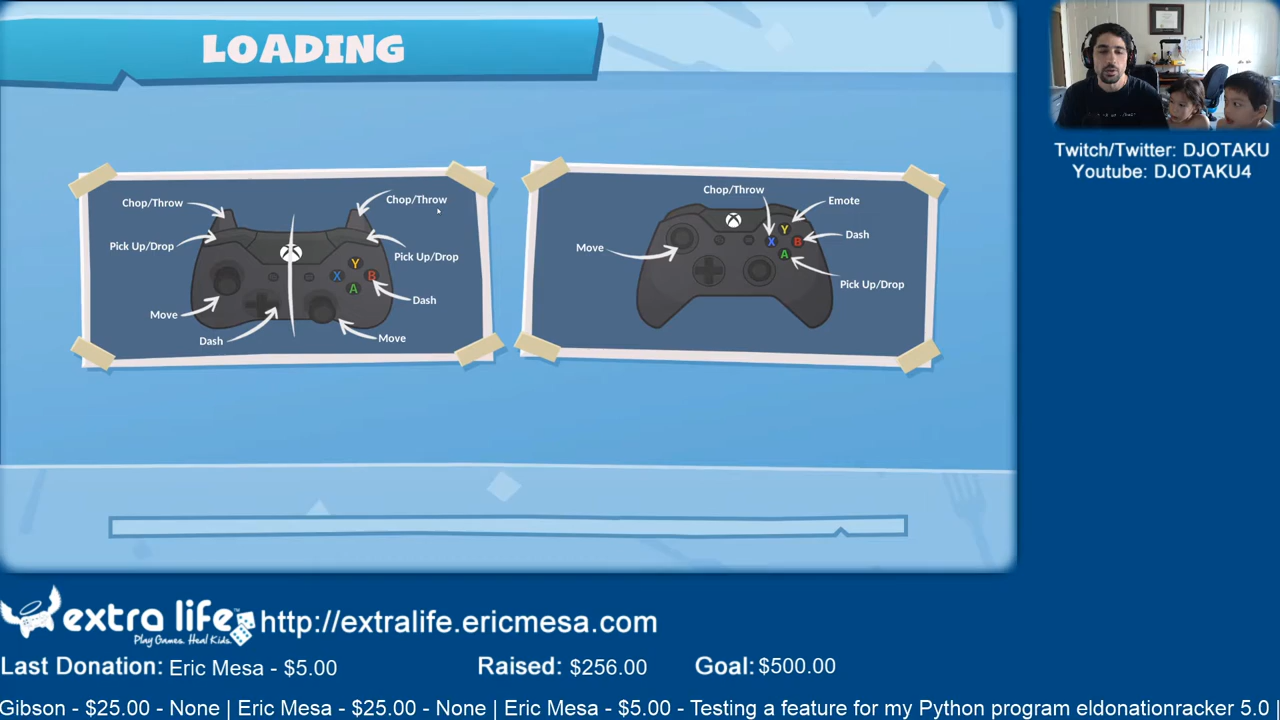 LOADING
Twitch/Twitter: DJOTAKU
Youtube: DJOTAKU4
Chop/Throw
Chop/Throw
Pick Up/Drop
Pick Up/Drop
Move
Dash
Dash
Move
Chop/Throw
Emote
Y
X
B
A
Move
Dash
Pick Up/Drop
Y
X
B
A
extra life
Play Games. Heal Kids.
http://extralife.ericmesa.com
Last Donation: Eric Mesa - $5.00 Raised: $256.00 Goal: $500.00
Gibson - $25.00 - None | Eric Mesa - $25.00 - None | Eric Mesa - $5.00 - Testing a feature for my Python program eldonationracker 5.0